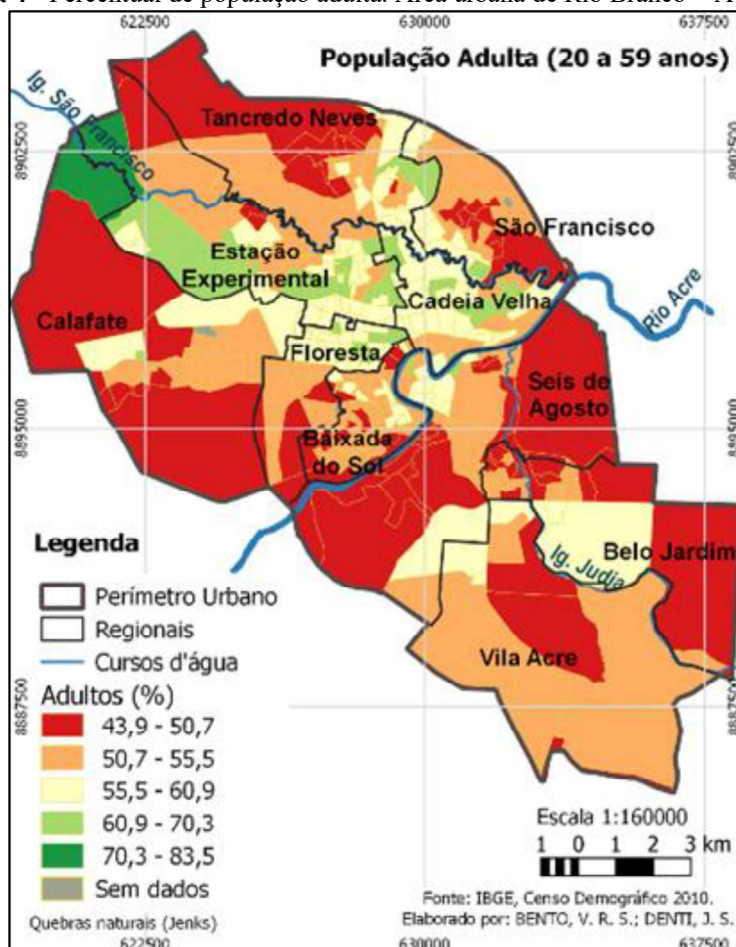 Percentual de população adulta. Área urbana de Rio Branco
622500 630000 637500
População Adulta (20 a 59 anos)
Ig. São Francisco
Tancredo Neves
8902500 8902500
São Francisco
Estação
Experimental
Cadeia Velha
Rio Acre
Calafate
Floresta
Seis de
Agosto
8895000 8895000
Baixada
do Sol
Legenda
Belo Jardim
Ig. Judia
Perímetro Urbano
Regionais
Cursos d'água
Vila Acre
Adultos (%)
8887500 8887500
43,9 - 50,7
50,7 - 55,5
55,5 - 60,9
60,9 - 70,3
70,3 - 83,5
Sem dados
Escala 1:160000
1 0 1 2 3 km
Quebras naturais (Jenks)
Fonte: IBGE, Censo Demográfico 2010.
Elaborado por: BENTO, V. R. S.; DENTI, J. S.
622500 630000 637500